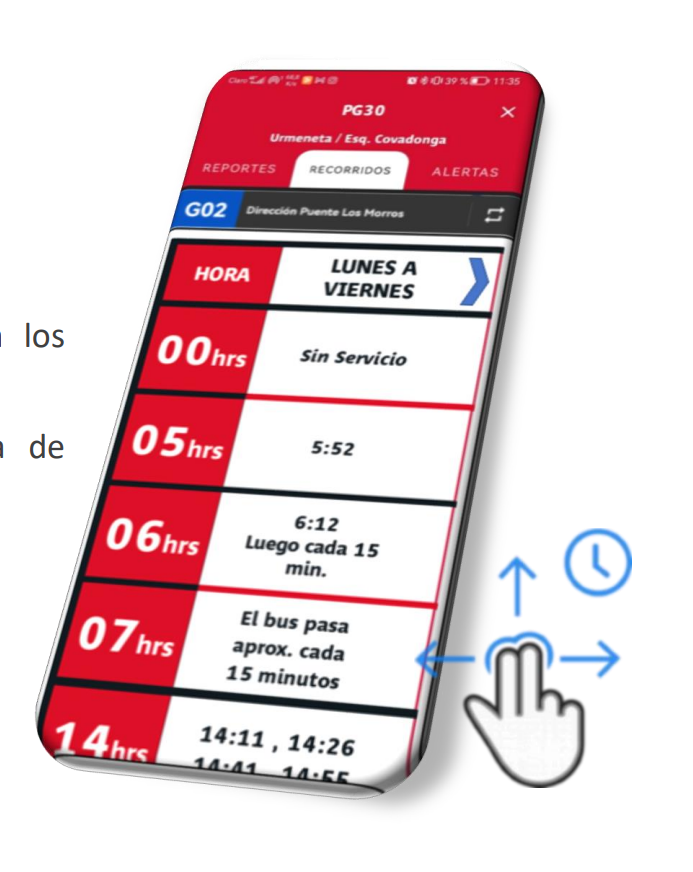 39 % 11:35
PG30
Urmeneta / Esq. Covadonga
REPORTES RECORRIDOS ALERTAS
G02 Dirección Puente Los Morros
HORA
LUNES A
VIERNES
00hrs Sin Servicio
05hrs 5:52
06hrs
6:12
Luego cada 15
min.
07hrs
El bus pasa
aprox. cada
15 minutos
14hrs
14:11 , 14:26
14:41 14:55
los
de